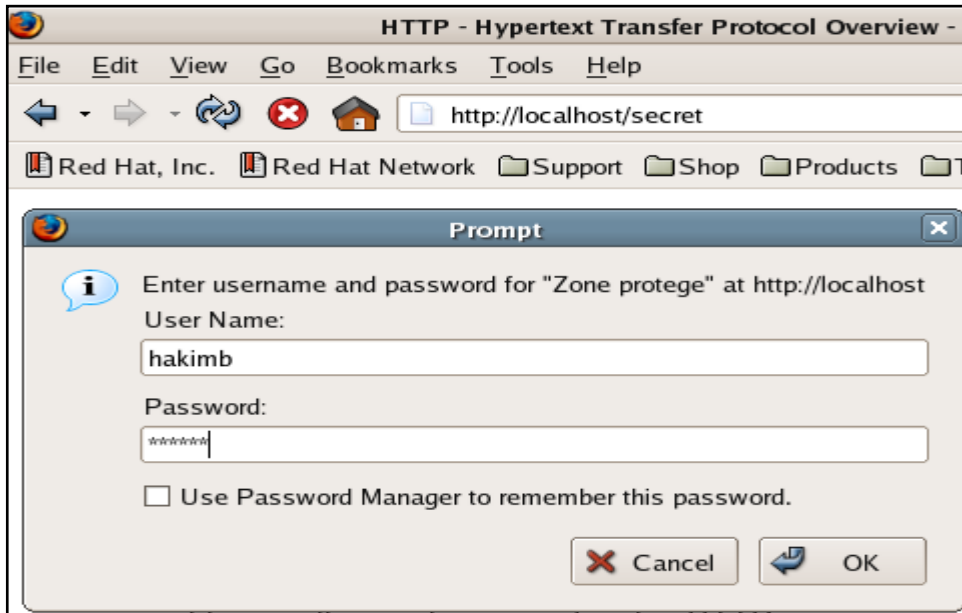 HTTP - Hypertext Transfer Protocol Overview -
File Edit View Go Bookmarks Tools Help
http://localhost/secret
Red Hat, Inc. Red Hat Network Support Shop Products
Prompt
Enter username and password for "Zone protege" at http://localhost
User Name:
hakimb
Password:
******
Use Password Manager to remember this password.
Cancel OK